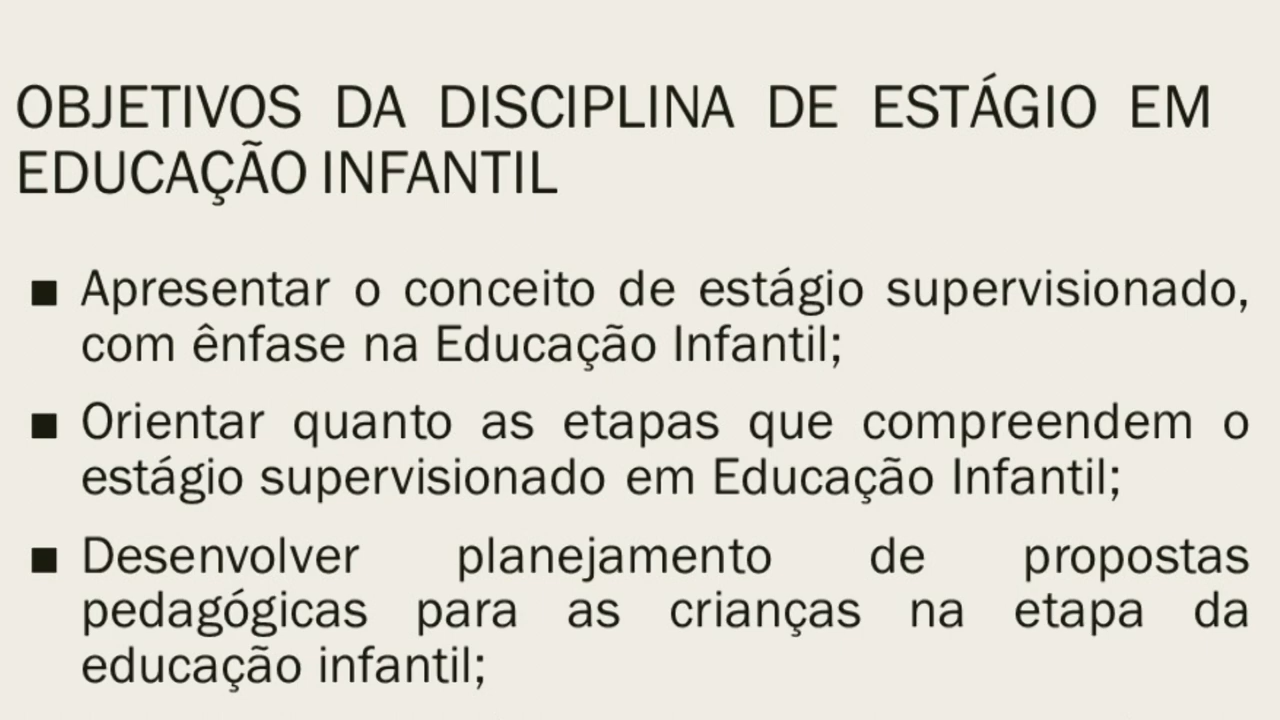 OBJETIVOS DA DISCIPLINA DE ESTÁGIO EM
EDUCAÇÃO INFANTIL
▪ Apresentar o conceito de estágio supervisionado,
com ênfase na Educação Infantil;
▪ Orientar quanto as etapas que compreendem o
estágio supervisionado em Educação Infantil;
▪ Desenvolver planejamento de propostas
pedagógicas para as crianças na etapa da
educação infantil;